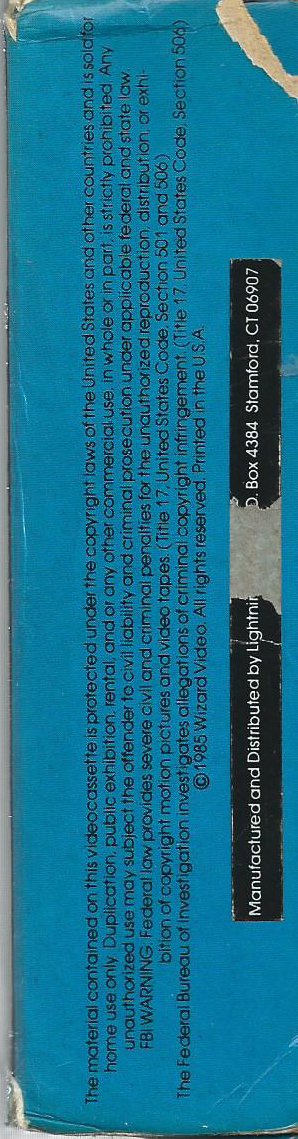 The material contained on this videocassette is protected under the copyright laws of the United States and other countries and is sold for
home use only. Duplication, public exhibition, rental, and or any other commercial use, in whole or in part, is strictly prohibited. Any
unauthorized use may subject the offender to civil liability and criminal prosecution under applicable federal and state law.
FBI WARNING: Federal law provides severe civil and criminal penalties for the unauthorized reproduction, distribution, or exhi-
bition of copyright motion pictures and video tapes. (Title 17, United States Code, Section 501 and 506)
The Federal Bureau of Investigation investigates allegations of criminal copyright infringement. (Title 17, United States Code, Section 506)
© 1985 Wizard Video. All rights reserved. Printed in the U.S.A.
Manufactured and Distributed by Lightnin O. Box 4384 Stamford, CT 06907